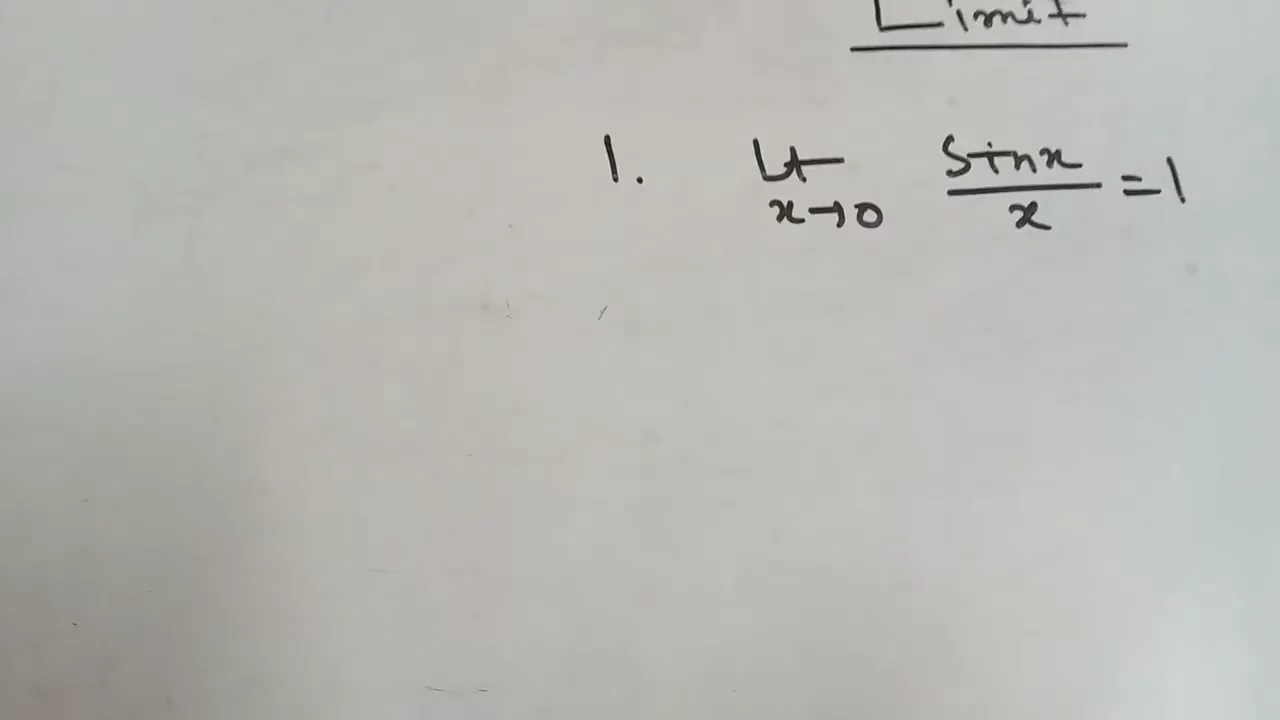 Limit
1. Lt sinx = 1
x→0 x